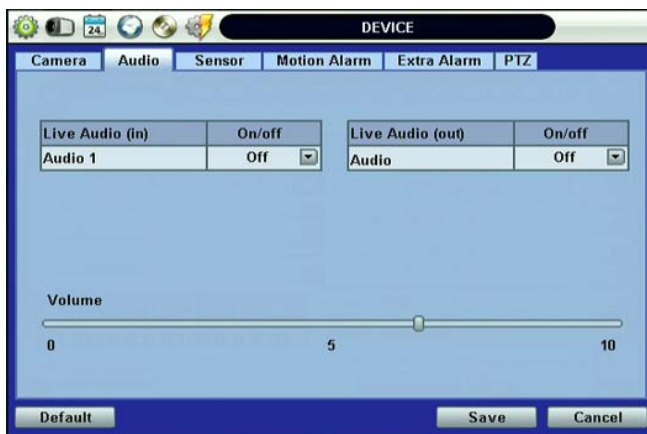 24
DEVICE
Camera Audio Sensor Motion Alarm Extra Alarm PTZ
Live Audio (in) On/off Live Audio (out) On/off
Audio 1 Off Audio Off
Volume
0 5 10
Default Save Cancel